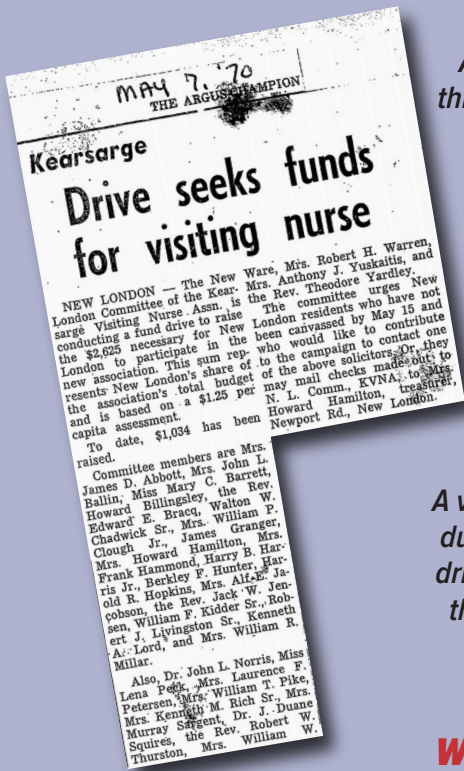 MAY 7, '70
THE ARGUS-CHAMPION
Kearsarge
Drive seeks funds
for visiting nurse
NEW LONDON — The New
London Committee of the Kear-
sarge Visiting Nurse Assn. is
conducting a fund drive to raise
the $2,625 necessary for New
London to participate in the
new association. This sum rep-
resents New London's share of
the association's total budget
and is based on a $1.25 per
capita assessment.
To date, $1,034 has been
raised.
Committee members are Mrs.
James D. Abbott, Mrs. John L.
Ballin, Miss Mary C. Barrett,
Howard Billingsley, the Rev.
Edward E. Bracq, Walton W.
Chadwick Sr., Mrs. William P.
Clough Jr., James Granger,
Mrs. Howard Hamilton, Mrs.
Frank Hammond, Harry B. Har-
ris Jr., Berkley F. Hunter, Har-
old R. Hopkins, Mrs. Alf E. Ja-
cobson, the Rev. Jack W. Jen-
sen, William F. Kidder Sr., Rob-
ert J. Livingston Sr., Kenneth
A. Lord, and Mrs. William R.
Millar.
Also, Dr. John L. Norris, Miss
Lena Peck, Mrs. Laurence F.
Petersen, Mrs. William T. Pike,
Mrs. Kenneth M. Rich Sr., Mrs.
Murray Sargent, Dr. J. Duane
Squires, the Rev. Robert W.
Thurston, Mrs. William W.
Ware, Mrs. Robert H. Warren,
Mrs. Anthony J. Yuskaitis, and
the Rev. Theodore Yardley.
The committee urges New
London residents who have not
been canvassed by May 15 and
who would like to contribute
to the campaign to contact one
of the above solicitors. Or, they
may mail checks made out to
N. L. Comm., KVNA, to Mrs.
Howard Hamilton, treasurer,
Newport Rd., New London.
A v
du
dri
th
W